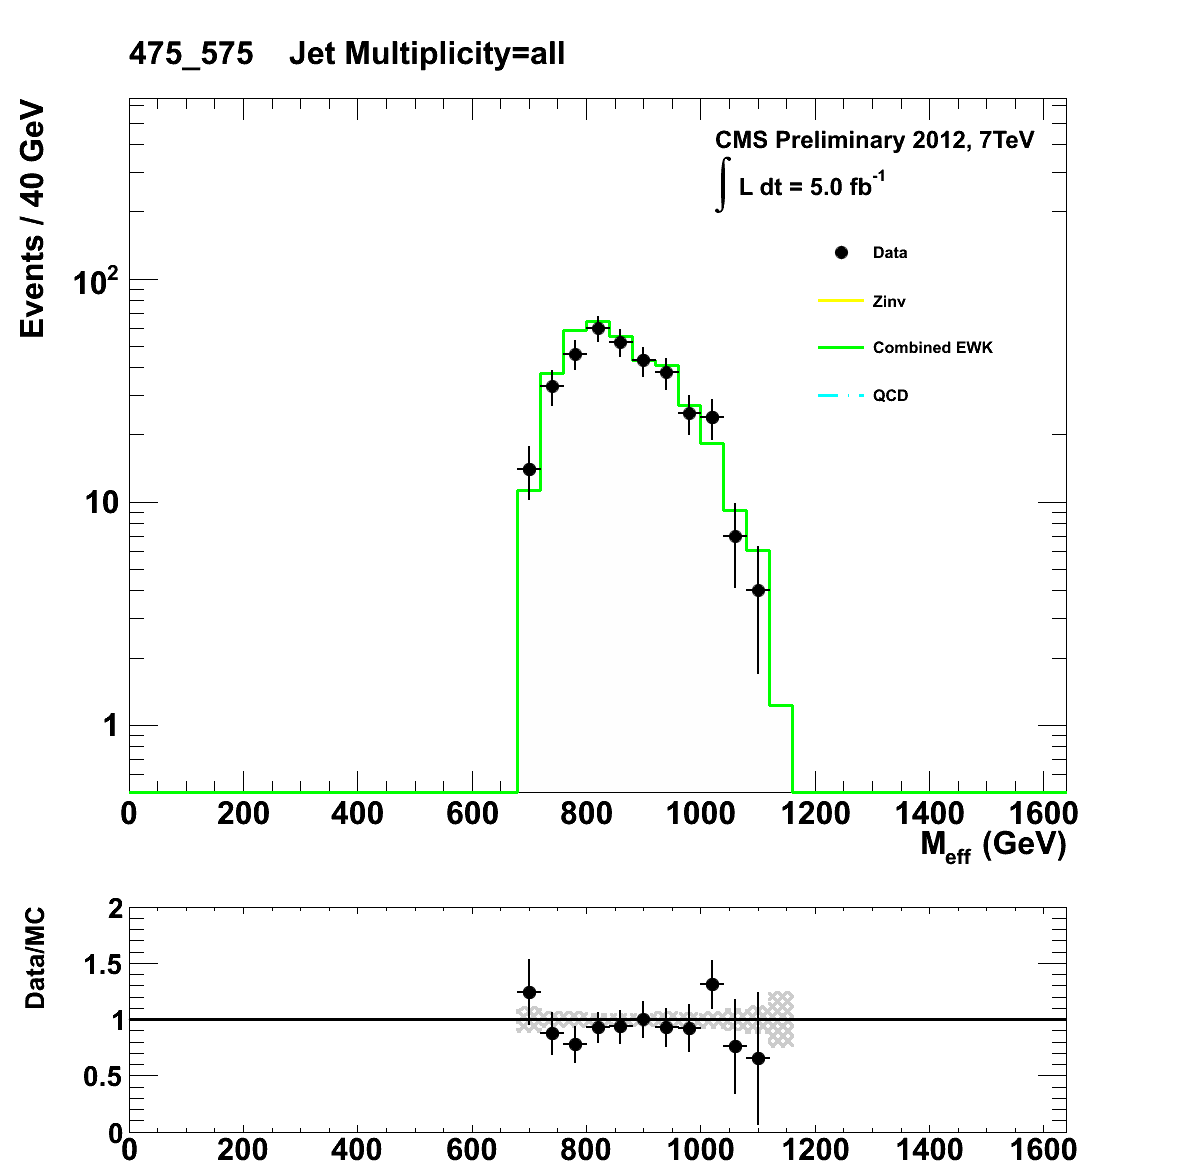 475_575 Jet Multiplicity=all
Events / 40 GeV
CMS Preliminary 2012, 7TeV
∫ L dt = 5.0 fb⁻¹
Data
Zinv
Combined EWK
QCD
10²
10
1
0 200 400 600 800 1000 1200 1400 1600
M_eff (GeV)
Data/MC
2
1.5
1
0.5
0
0 200 400 600 800 1000 1200 1400 1600